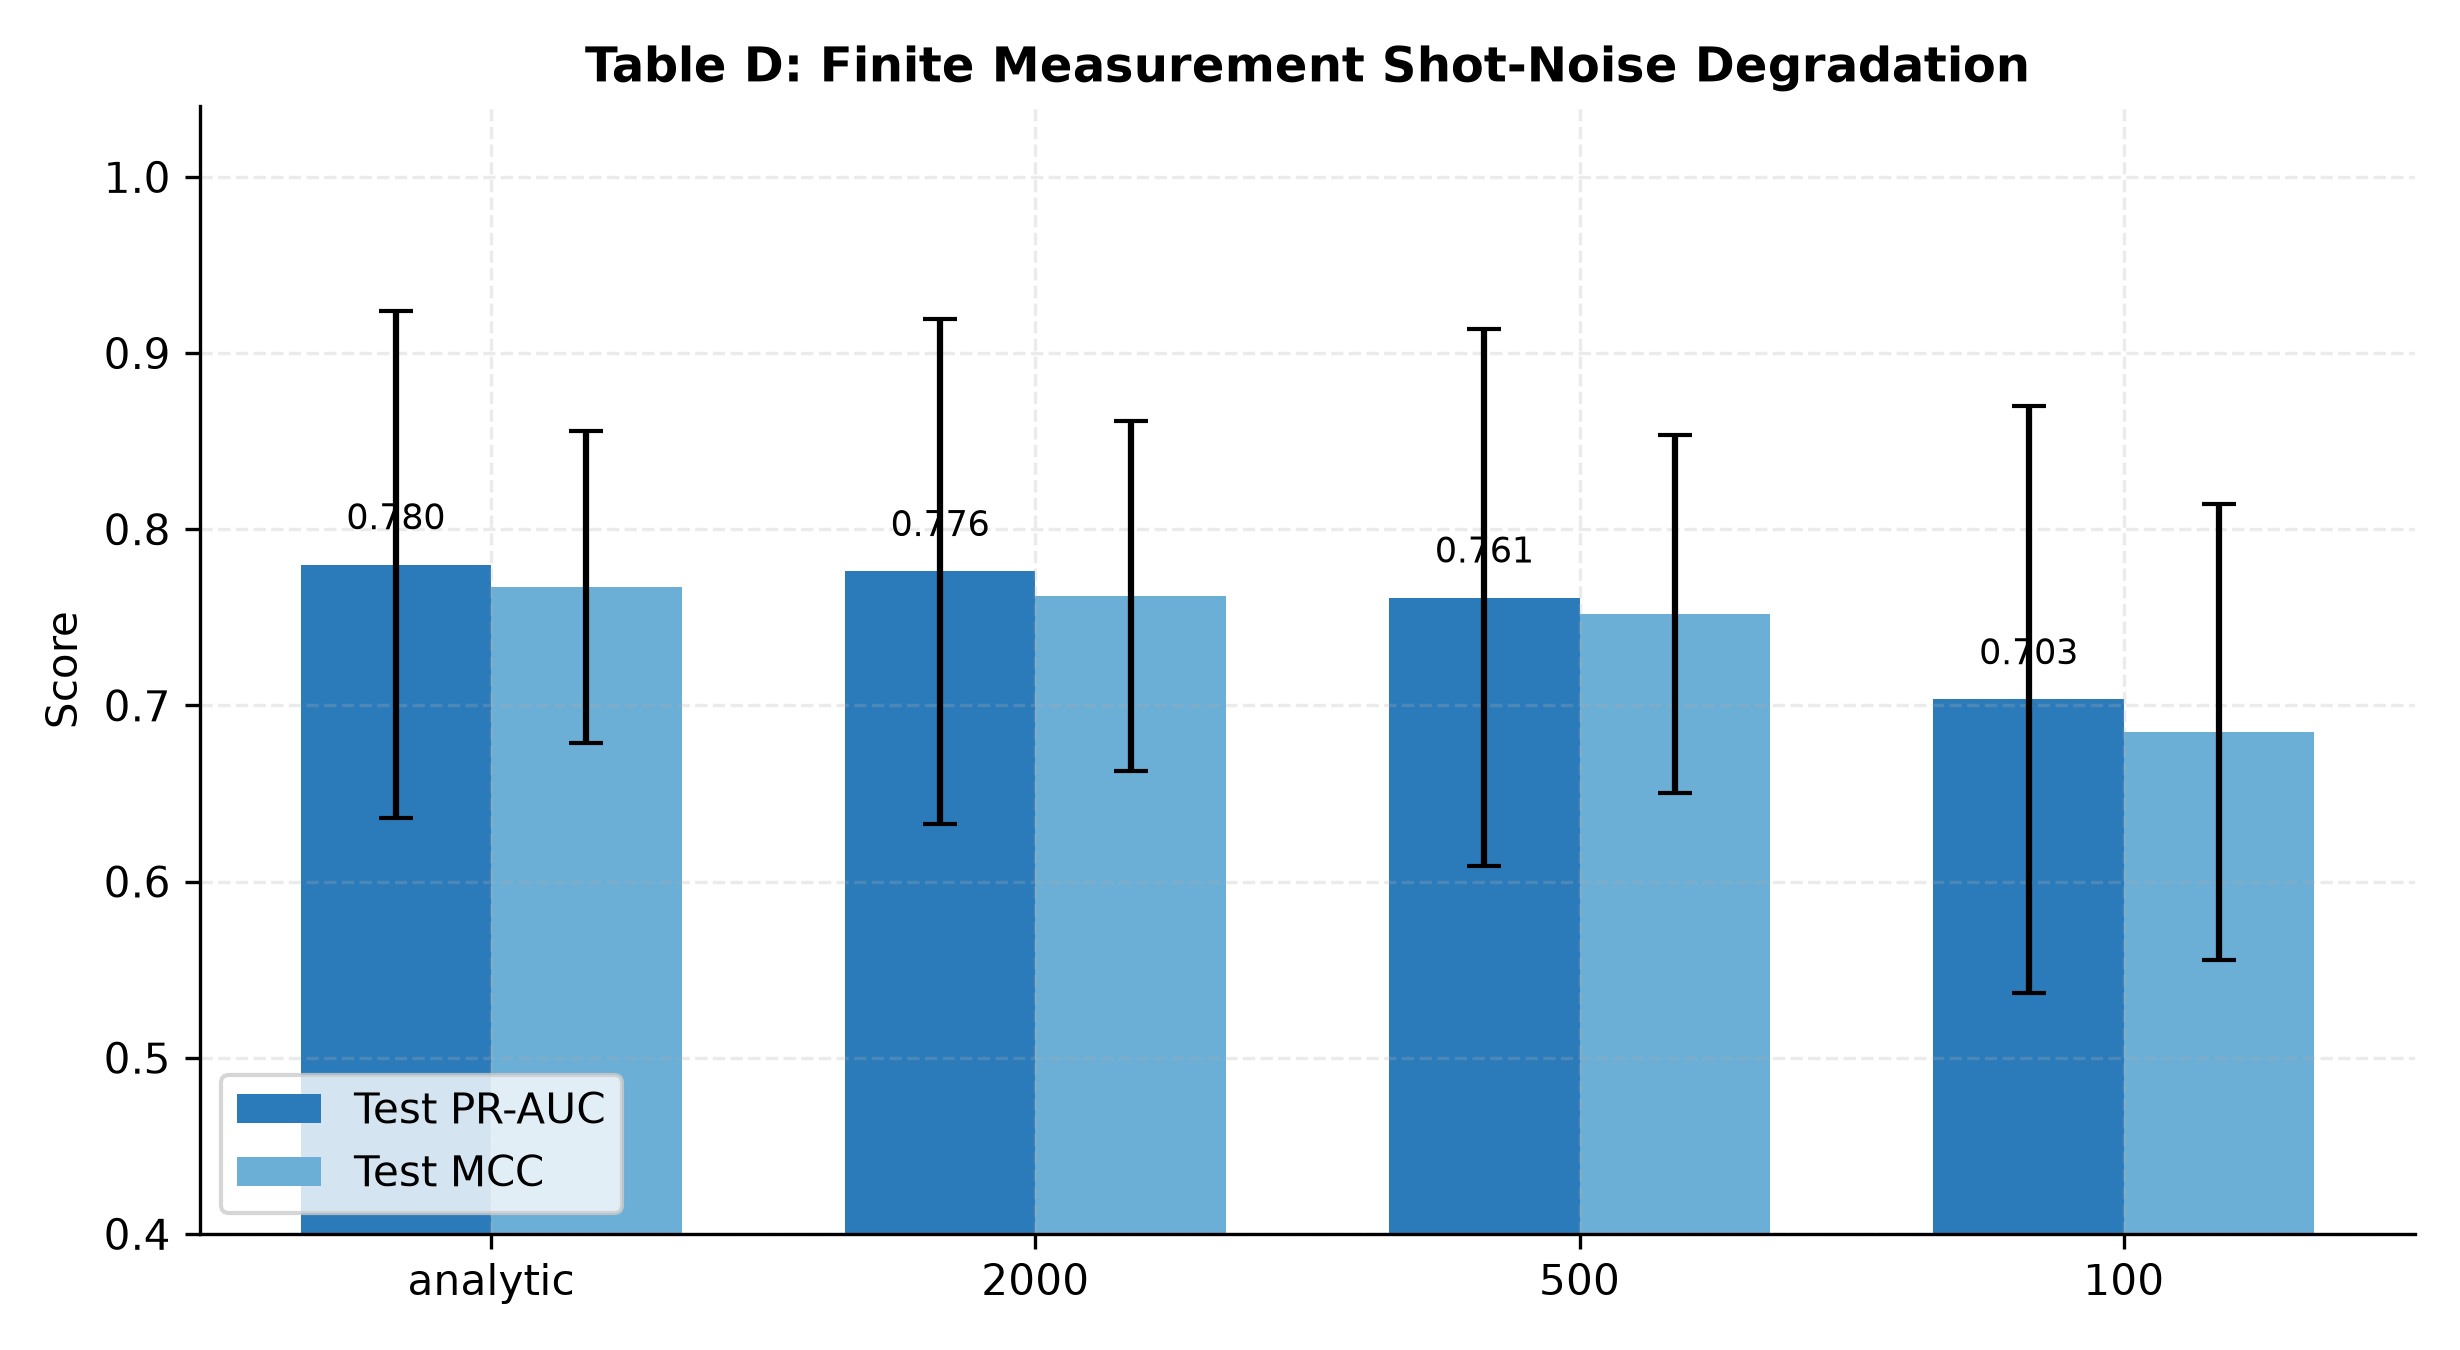 Table D: Finite Measurement Shot-Noise Degradation
Score
1.0
0.9
0.8
0.7
0.6
0.5
0.4
0.780
0.776
0.761
0.703
Test PR-AUC
Test MCC
analytic
2000
500
100